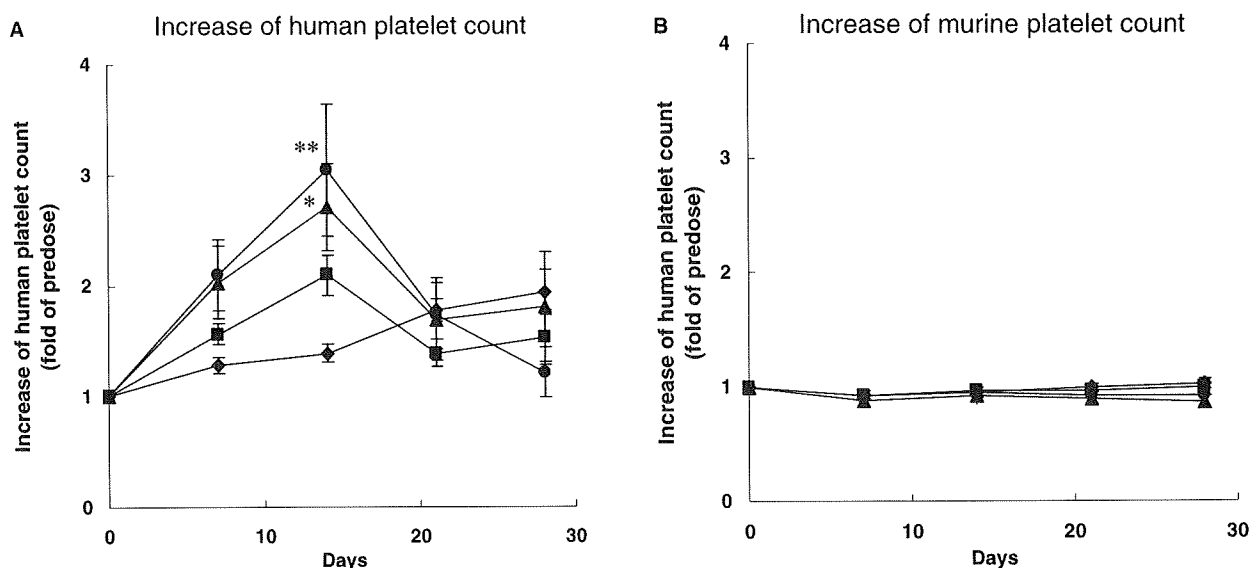 A
Increase of human platelet count
Increase of human platelet count
(fold of predose)
4
3
2
1
0
**
*
0
10
20
30
Days
B
Increase of murine platelet count
Increase of human platelet count
(fold of predose)
4
3
2
1
0
0
10
20
30
Days